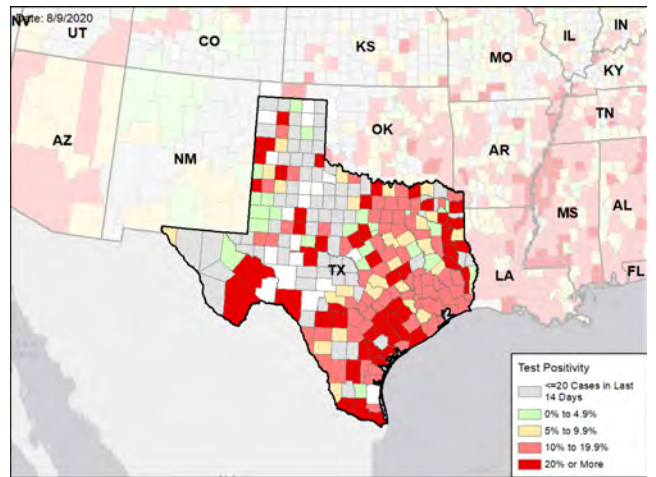 Date: 8/9/2020
NV
UT
CO
KS
MO
IL
IN
KY
AZ
NM
OK
AR
TN
MS
AL
TX
LA
FL
Test Positivity
<=20 Cases in Last
14 Days
0% to 4.9%
5% to 9.9%
10% to 19.9%
20% or More